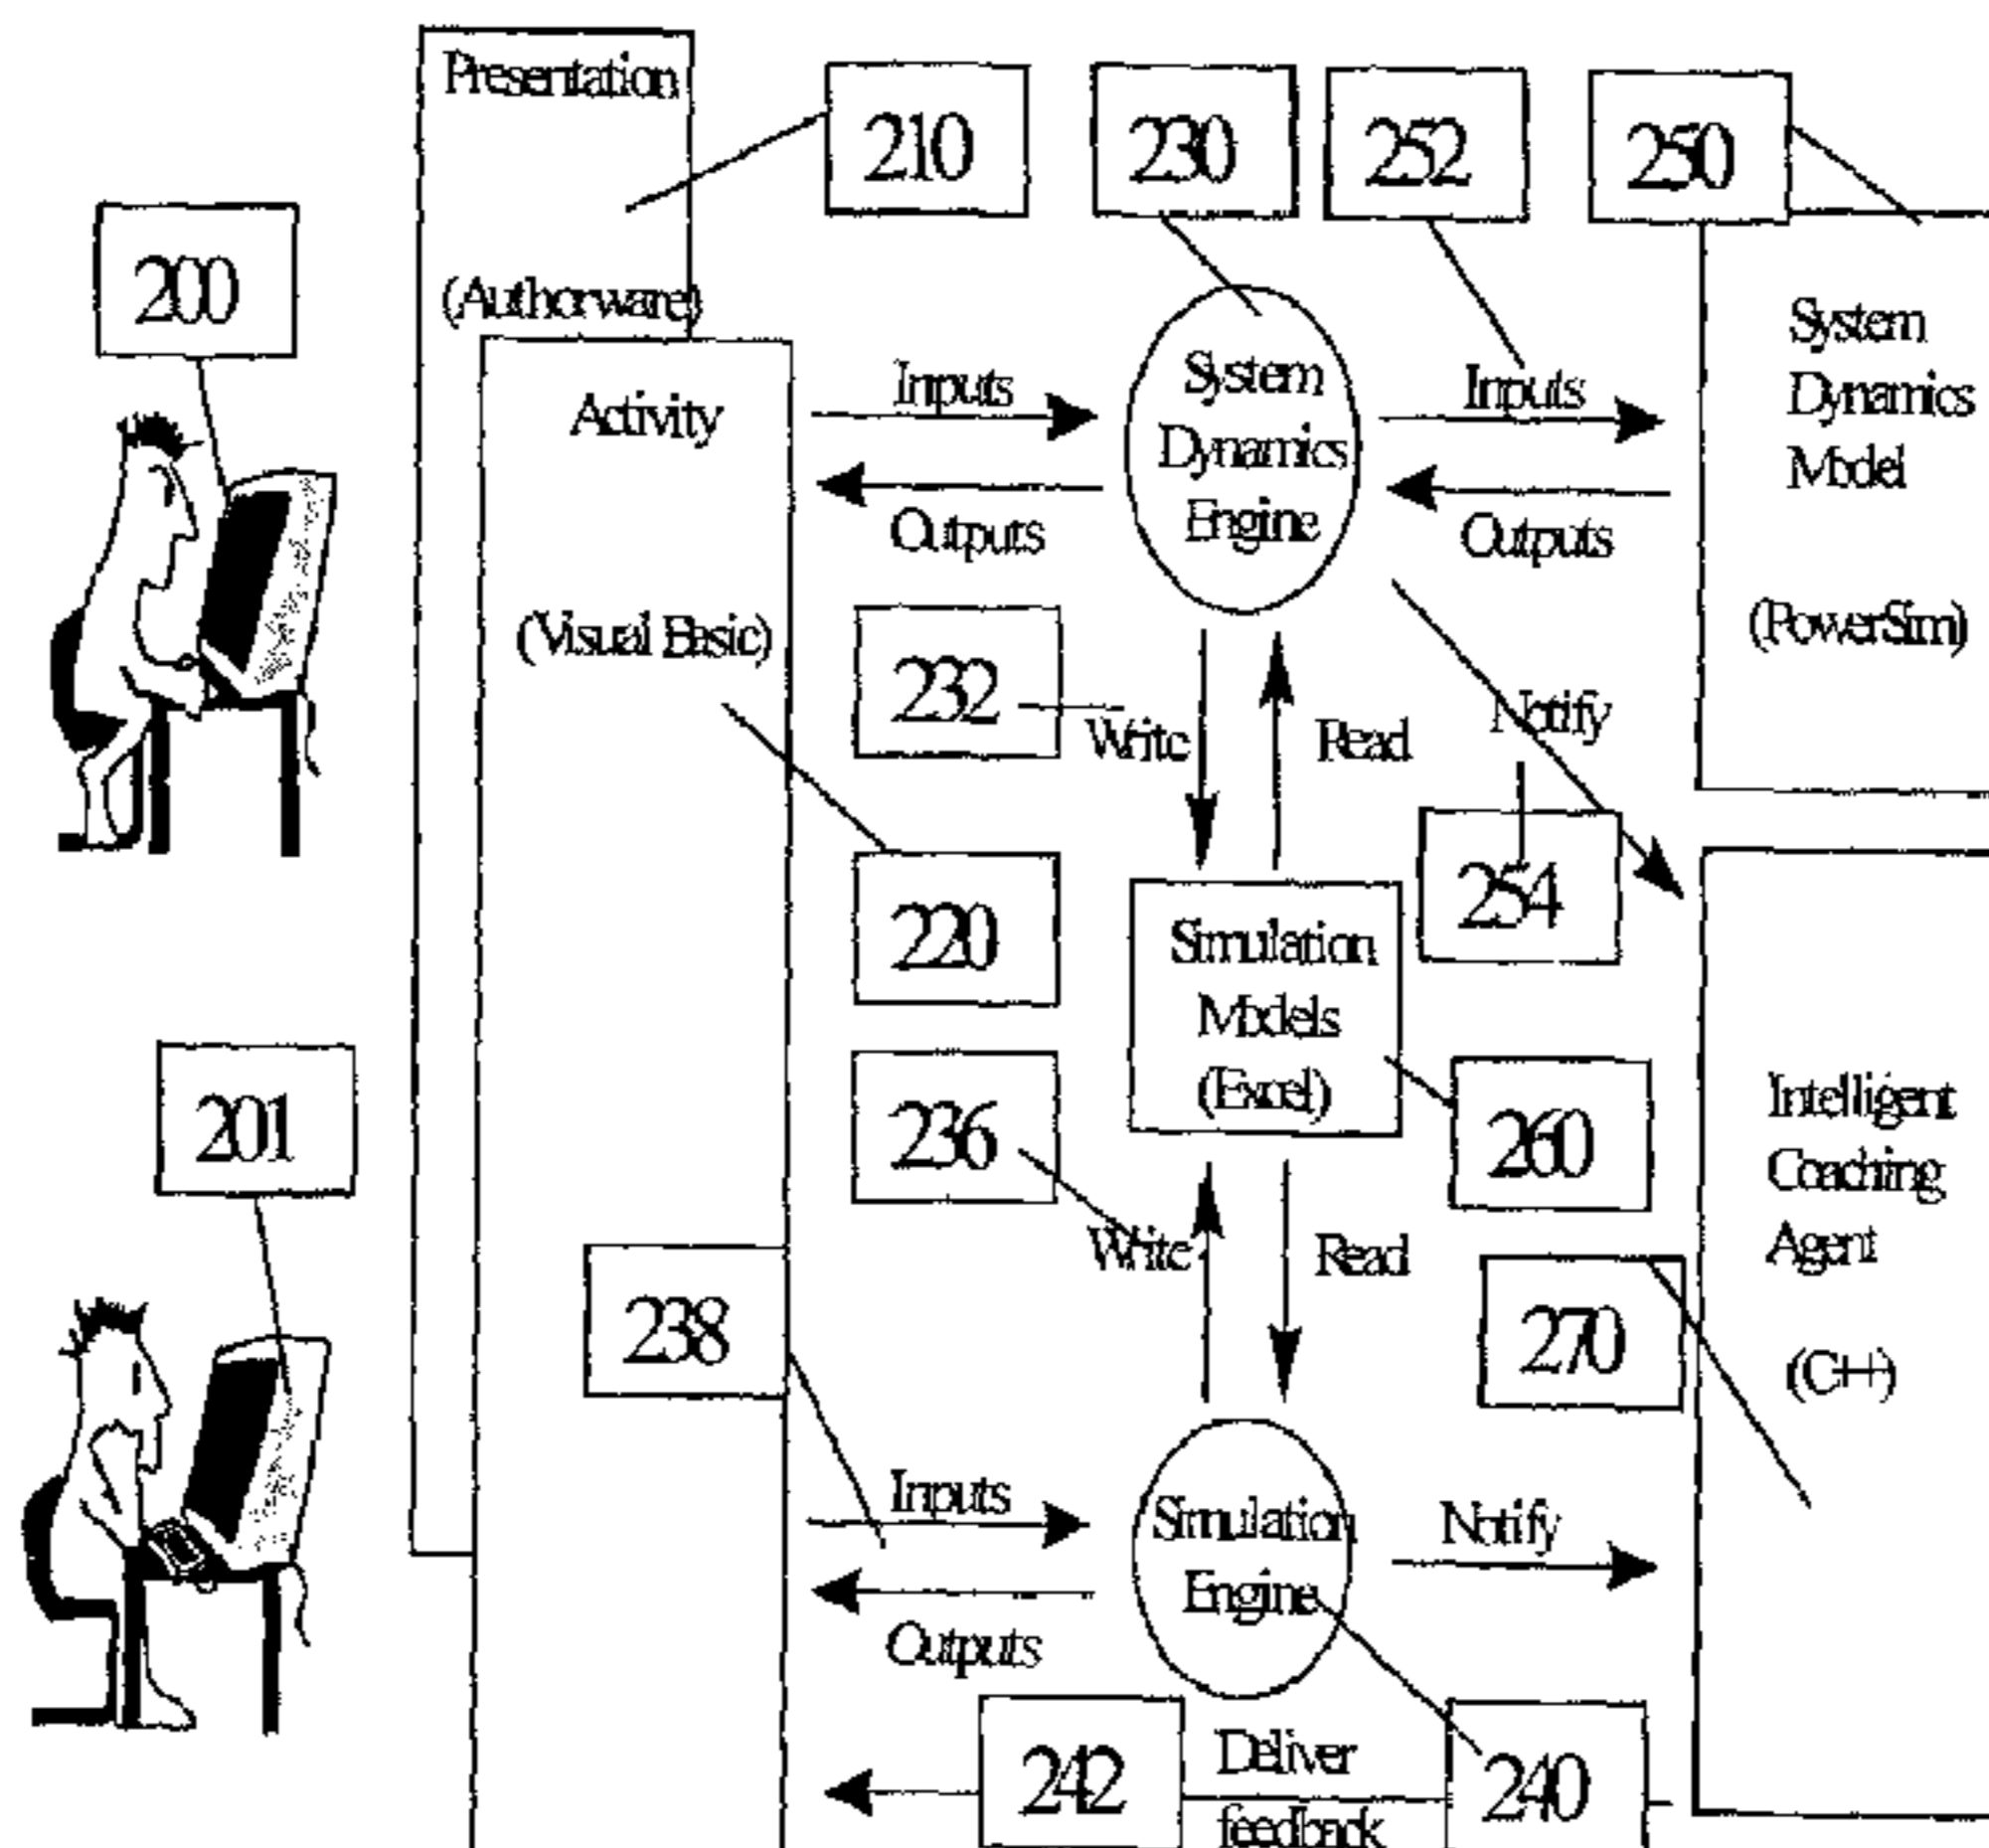 Presentation
(Authorware)
210
230
252
250
200
Activity
(Visual Basic)
Inputs
Outputs
System
Dynamics
Engine
Inputs
Outputs
System
Dynamics
Model
(PowerSim)
232
Write
Read
Notify
254
220
Simulation
Models
(Excel)
236
260
201
Write
Read
Intelligent
Coaching
Agent
(C++)
270
238
Inputs
Outputs
Simulation
Engine
Notify
242
Deliver
feedback
240